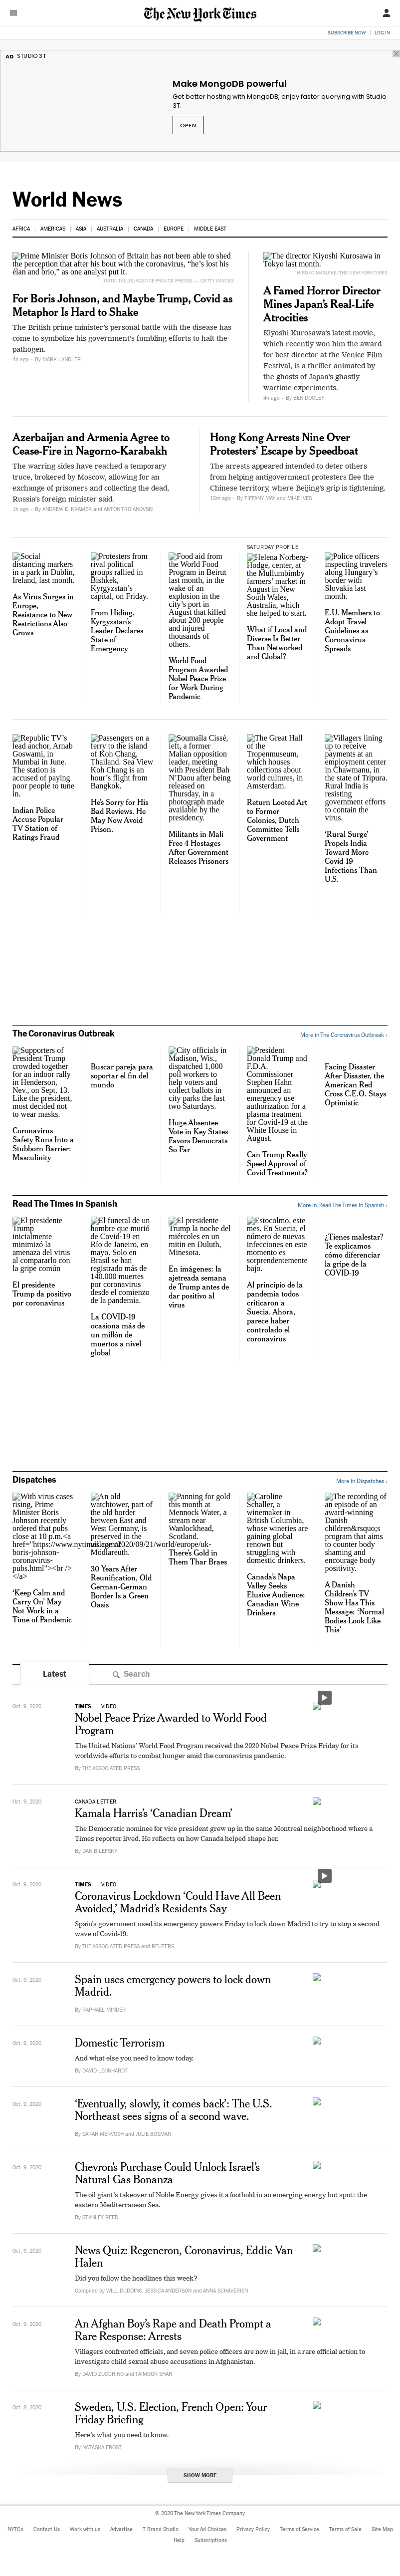 The New York Times
SUBSCRIBE NOW | LOG IN
AD STUDIO 3T
Make MongoDB powerful
Get better hosting with MongoDB, enjoy faster querying with Studio
3T.
OPEN
World News
AFRICA | AMERICAS | ASIA | AUSTRALIA | CANADA | EUROPE | MIDDLE EAST
Prime Minister Boris Johnson of Britain has not been able to shed
the perception that after his bout with the coronavirus, “he’s lost his
élan and brio,” as one analyst put it.
JUSTIN TALLIS/AGENCE FRANCE-PRESSE — GETTY IMAGES
For Boris Johnson, and Maybe Trump, Covid as
Metaphor Is Hard to Shake
The British prime minister’s personal battle with the disease has
come to symbolize his government’s fumbling efforts to halt the
pathogen.
4h ago – By MARK LANDLER
The director Kiyoshi Kurosawa in
Tokyo last month.
HIROKO MASUIKE/THE NEW YORK TIMES
A Famed Horror Director
Mines Japan’s Real-Life
Atrocities
Kiyoshi Kurosawa’s latest movie,
which recently won him the award
for best director at the Venice Film
Festival, is a thriller animated by
the ghosts of Japan’s ghastly
wartime experiments.
4h ago – By BEN DOOLEY
Azerbaijan and Armenia Agree to
Cease-Fire in Nagorno-Karabakh
The warring sides have reached a temporary
truce, brokered by Moscow, allowing for an
exchange of prisoners and collecting the dead,
Russia’s foreign minister said.
1h ago – By ANDREW E. KRAMER and ANTON TROIANOVSKI
Hong Kong Arrests Nine Over
Protesters’ Escape by Speedboat
The arrests appeared intended to deter others
from helping antigovernment protesters flee the
Chinese territory, where Beijing’s grip is tightening.
15m ago – By TIFFANY MAY and MIKE IVES
Social
distancing markers
in a park in Dublin,
Ireland, last month.
As Virus Surges in
Europe,
Resistance to New
Restrictions Also
Grows
Protesters from
rival political
groups rallied in
Bishkek,
Kyrgyzstan’s
capital, on Friday.
From Hiding,
Kyrgyzstan’s
Leader Declares
State of
Emergency
Food aid from
the World Food
Program in Beirut
last month, in the
wake of an
explosion in the
city’s port in
August that killed
about 200 people
and injured
thousands of
others.
World Food
Program Awarded
Nobel Peace Prize
for Work During
Pandemic
SATURDAY PROFILE
Helena Norberg-
Hodge, center, at
the Mullumbimby
farmers’ market in
August in New
South Wales,
Australia, which
she helped to start.
What if Local and
Diverse Is Better
Than Networked
and Global?
Police officers
inspecting travelers
along Hungary’s
border with
Slovakia last
month.
E.U. Members to
Adopt Travel
Guidelines as
Coronavirus
Spreads
Republic TV’s
lead anchor, Arnab
Goswami, in
Mumbai in June.
The station is
accused of paying
poor people to tune
in.
Indian Police
Accuse Popular
TV Station of
Ratings Fraud
Passengers on a
ferry to the island
of Koh Chang,
Thailand. Sea View
Koh Chang is an
hour’s flight from
Bangkok.
He’s Sorry for His
Bad Reviews. He
May Now Avoid
Prison.
Soumaïla Cissé,
left, a former
Malian opposition
leader, meeting
with President Bah
N’Daou after being
released on
Thursday, in a
photograph made
available by the
presidency.
Militants in Mali
Free 4 Hostages
After Government
Releases Prisoners
The Great Hall
of the
Tropenmuseum,
which houses
collections about
world cultures, in
Amsterdam.
Return Looted Art
to Former
Colonies, Dutch
Committee Tells
Government
Villagers lining
up to receive
payments at an
employment center
in Chawmanu, in
the state of Tripura.
Rural India is
resisting
government efforts
to contain the
virus.
‘Rural Surge’
Propels India
Toward More
Covid-19
Infections Than
U.S.
The Coronavirus Outbreak
More in The Coronavirus Outbreak ›
Supporters of
President Trump
crowded together
for an indoor rally
in Henderson,
Nev., on Sept. 13.
Like the president,
most decided not
to wear masks.
Coronavirus
Safety Runs Into a
Stubborn Barrier:
Masculinity
Buscar pareja para
soportar el fin del
mundo
City officials in
Madison, Wis.,
dispatched 1,000
poll workers to
help voters and
collect ballots in
city parks the last
two Saturdays.
Huge Absentee
Vote in Key States
Favors Democrats
So Far
President
Donald Trump and
F.D.A.
Commissioner
Stephen Hahn
announced an
emergency use
authorization for a
plasma treatment
for Covid-19 at the
White House in
August.
Can Trump Really
Speed Approval of
Covid Treatments?
Facing Disaster
After Disaster, the
American Red
Cross C.E.O. Stays
Optimistic
Read The Times in Spanish
More in Read The Times in Spanish ›
El presidente
Trump
inicialmente
minimizó la
amenaza del virus
al compararlo con
la gripe común
El presidente
Trump da positivo
por coronavirus
El funeral de un
hombre que murió
de Covid-19 en
Río de Janeiro, en
mayo. Solo en
Brasil se han
registrado más de
140.000 muertes
por coronavirus
desde el comienzo
de la pandemia.
La COVID-19
ocasiona más de
un millón de
muertes a nivel
global
El presidente
Trump la noche del
miércoles en un
mitin en Duluth,
Minnesota.
En imágenes: la
ajetreada semana
de Trump antes de
dar positivo al
virus
Estocolmo, este
mes. En Suecia, el
número de nuevas
infecciones en este
momento es
sorprendentemente
bajo.
Al principio de la
pandemia todos
criticaron a
Suecia. Ahora,
parece haber
controlado el
coronavirus
¿Tienes malestar?
Te explicamos
cómo diferenciar
la gripe de la
COVID-19
Dispatches
More in Dispatches ›
With virus cases
rising, Prime
Minister Boris
Johnson recently
ordered that pubs
close at 10 p.m.<a
href="https://www.nytimes.com/2020/09/21/world/europe/uk-
boris-johnson-
coronavirus-
pubs.html"><br />
</a>
‘Keep Calm and
Carry On’ May
Not Work in a
Time of Pandemic
An old
watchtower, part of
the old border
between East and
West Germany, is
preserved in the
Mödlareuth.
30 Years After
Reunification, Old
German-German
Border Is a Green
Oasis
Panning for gold
this month at
Mennock Water, a
stream near
Wanlockhead,
Scotland.
There’s Gold in
Them Thar Braes
Caroline
Schaller, a
winemaker in
British Columbia,
whose wineries are
gaining global
renown but
struggling with
domestic drinkers.
Canada’s Napa
Valley Seeks
Elusive Audience:
Canadian Wine
Drinkers
The recording of
an episode of an
award-winning
Danish
children&rsquo;s
program that aims
to counter body
shaming and
encourage body
positivity.
A Danish
Children’s TV
Show Has This
Message: ‘Normal
Bodies Look Like
This’
Latest
Search
Oct. 9, 2020
TIMES | VIDEO
Nobel Peace Prize Awarded to World Food
Program
The United Nations’ World Food Program received the 2020 Nobel Peace Prize Friday for its
worldwide efforts to combat hunger amid the coronavirus pandemic.
By THE ASSOCIATED PRESS
Oct. 9, 2020
CANADA LETTER
Kamala Harris’s ‘Canadian Dream’
The Democratic nominee for vice president grew up in the same Montreal neighborhood where a
Times reporter lived. He reflects on how Canada helped shape her.
By DAN BILEFSKY
Oct. 9, 2020
TIMES | VIDEO
Coronavirus Lockdown ‘Could Have All Been
Avoided,’ Madrid’s Residents Say
Spain’s government used its emergency powers Friday to lock down Madrid to try to stop a second
wave of Covid-19.
By THE ASSOCIATED PRESS and REUTERS
Oct. 9, 2020
Spain uses emergency powers to lock down
Madrid.
By RAPHAEL MINDER
Oct. 9, 2020
Domestic Terrorism
And what else you need to know today.
By DAVID LEONHARDT
Oct. 9, 2020
‘Eventually, slowly, it comes back’: The U.S.
Northeast sees signs of a second wave.
By SARAH MERVOSH and JULIE BOSMAN
Oct. 9, 2020
Chevron’s Purchase Could Unlock Israel’s
Natural Gas Bonanza
The oil giant’s takeover of Noble Energy gives it a foothold in an emerging energy hot spot: the
eastern Mediterranean Sea.
By STANLEY REED
Oct. 9, 2020
News Quiz: Regeneron, Coronavirus, Eddie Van
Halen
Did you follow the headlines this week?
Compiled by WILL DUDDING, JESSICA ANDERSON and ANNA SCHAVERIEN
Oct. 9, 2020
An Afghan Boy’s Rape and Death Prompt a
Rare Response: Arrests
Villagers confronted officials, and seven police officers are now in jail, in a rare official action to
investigate child sexual abuse accusations in Afghanistan.
By DAVID ZUCCHINO and TAIMOOR SHAH
Oct. 8, 2020
Sweden, U.S. Election, French Open: Your
Friday Briefing
Here’s what you need to know.
By NATASHA FROST
SHOW MORE
© 2020 The New York Times Company
NYTCo Contact Us Work with us Advertise T Brand Studio Your Ad Choices Privacy Policy Terms of Service Terms of Sale Site Map
Help Subscriptions